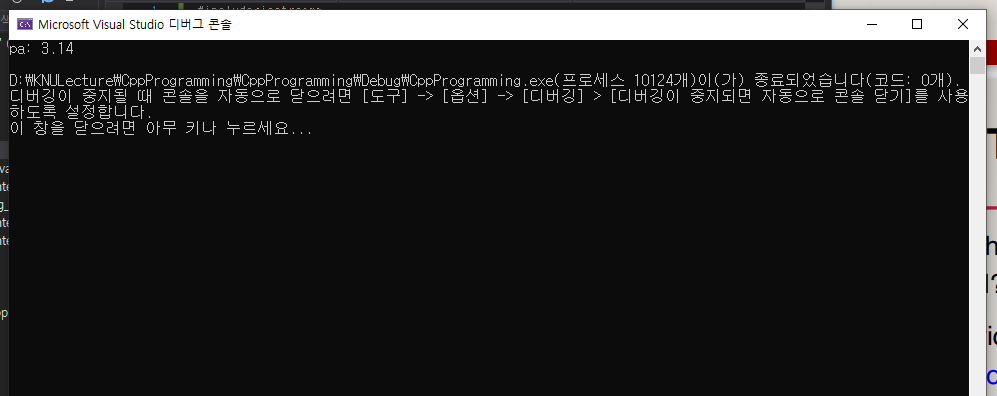 #include<iostream>
Microsoft Visual Studio 디버그 콘솔
pa: 3.14
D:\KNULecture\CppProgramming\CppProgramming\Debug\CppProgramming.exe(프로세스 10124개)이(가) 종료되었습니다(코드: 0개).
디버깅이 중지될 때 콘솔을 자동으로 닫으려면 [도구] -> [옵션] -> [디버깅] > [디버깅이 중지되면 자동으로 콘솔 닫기]를 사용
하도록 설정합니다.
이 창을 닫으려면 아무 키나 누르세요...